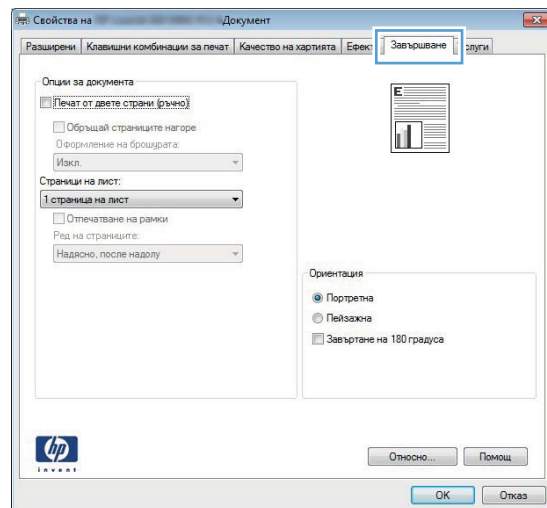 Свойства на Документ
Разширени Клавишни комбинации за печат Качество на хартията Ефект Завършване слуги
Опции за документа
Печат от двете страни (ръчно)
Обръщай страниците нагоре
Оформление на брошурата:
Изкл.
Страници на лист:
1 страница на лист
Отпечатване на рамки
Ред на страниците:
Надясно, после надолу
E
Ориентация
Портретна
Пейзажна
Завъртане на 180 градуса
hp
invent
Относно... Помощ
OK Отказ